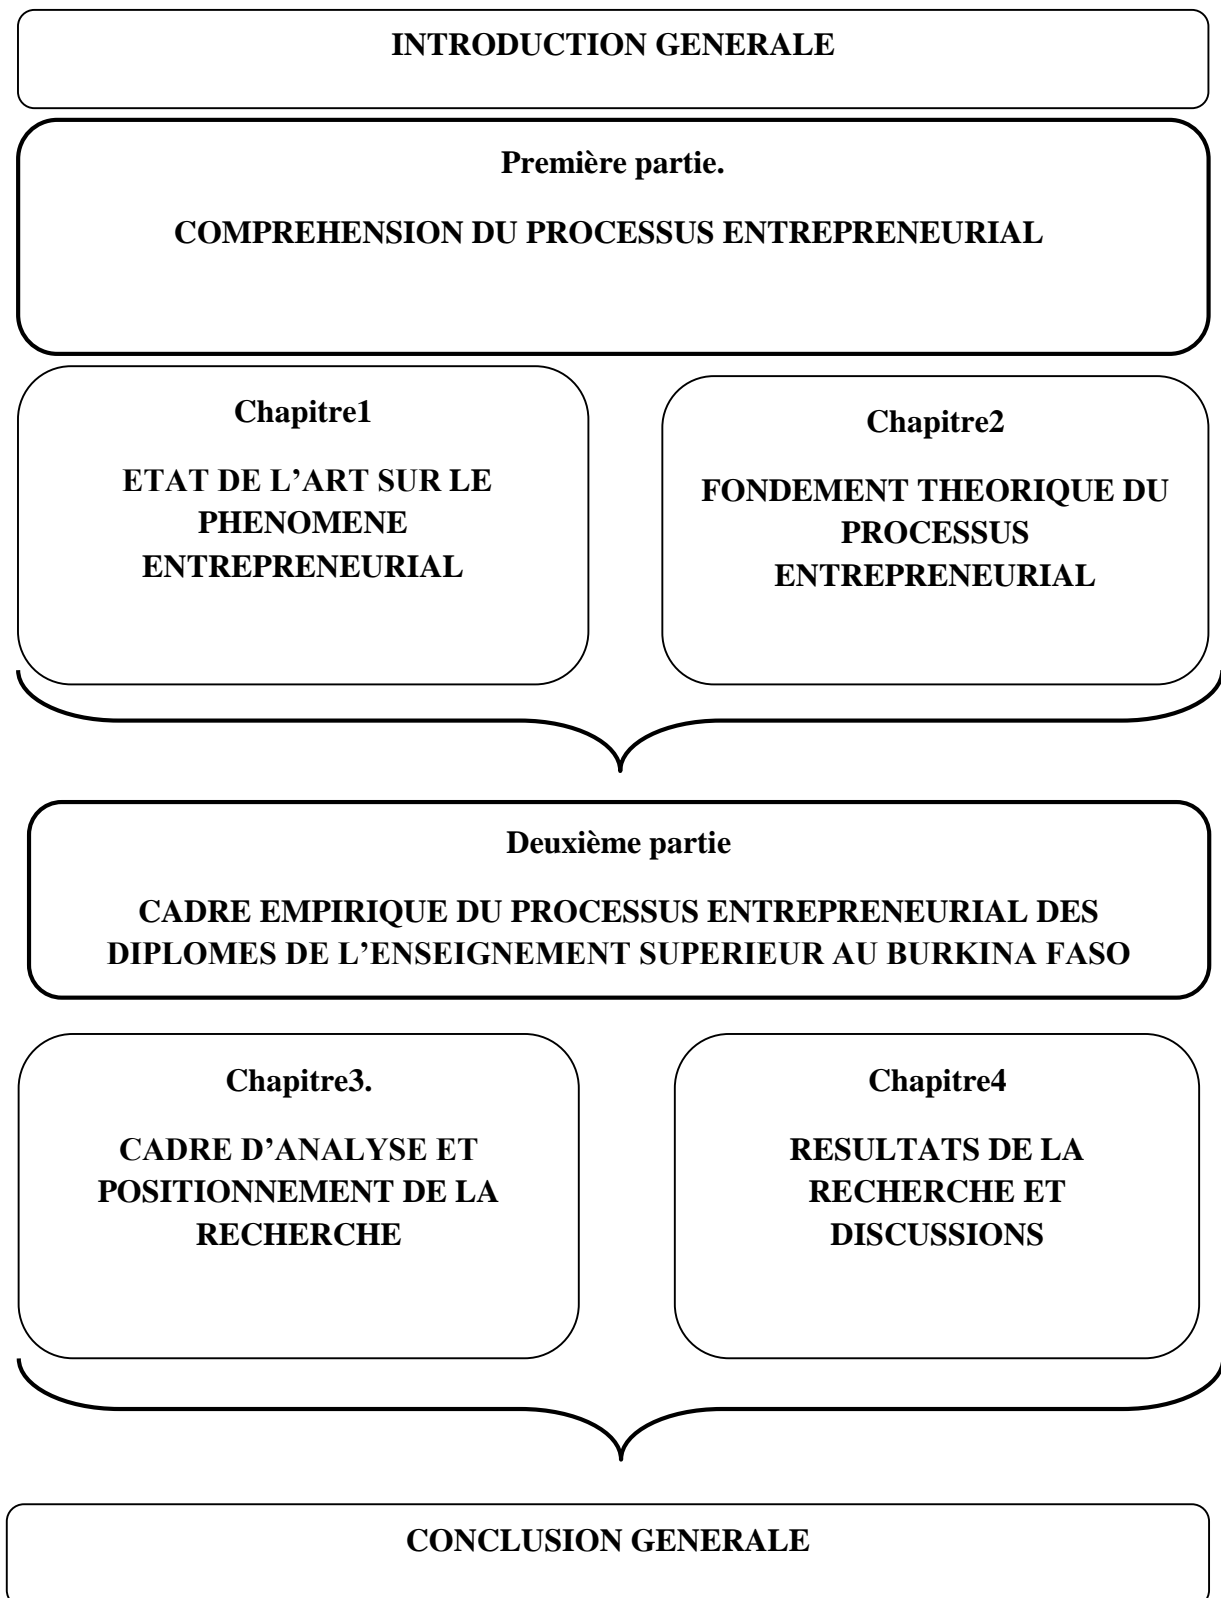 INTRODUCTION GENERALE
Première partie.
COMPREHENSION DU PROCESSUS ENTREPRENEURIAL
Chapitre1
ETAT DE L’ART SUR LE
PHENOMENE
ENTREPRENEURIAL
Chapitre2
FONDEMENT THEORIQUE DU
PROCESSUS
ENTREPRENEURIAL
Deuxième partie
CADRE EMPIRIQUE DU PROCESSUS ENTREPRENEURIAL DES
DIPLOMES DE L’ENSEIGNEMENT SUPERIEUR AU BURKINA FASO
Chapitre3.
CADRE D’ANALYSE ET
POSITIONNEMENT DE LA
RECHERCHE
Chapitre4
RESULTATS DE LA
RECHERCHE ET
DISCUSSIONS
CONCLUSION GENERALE